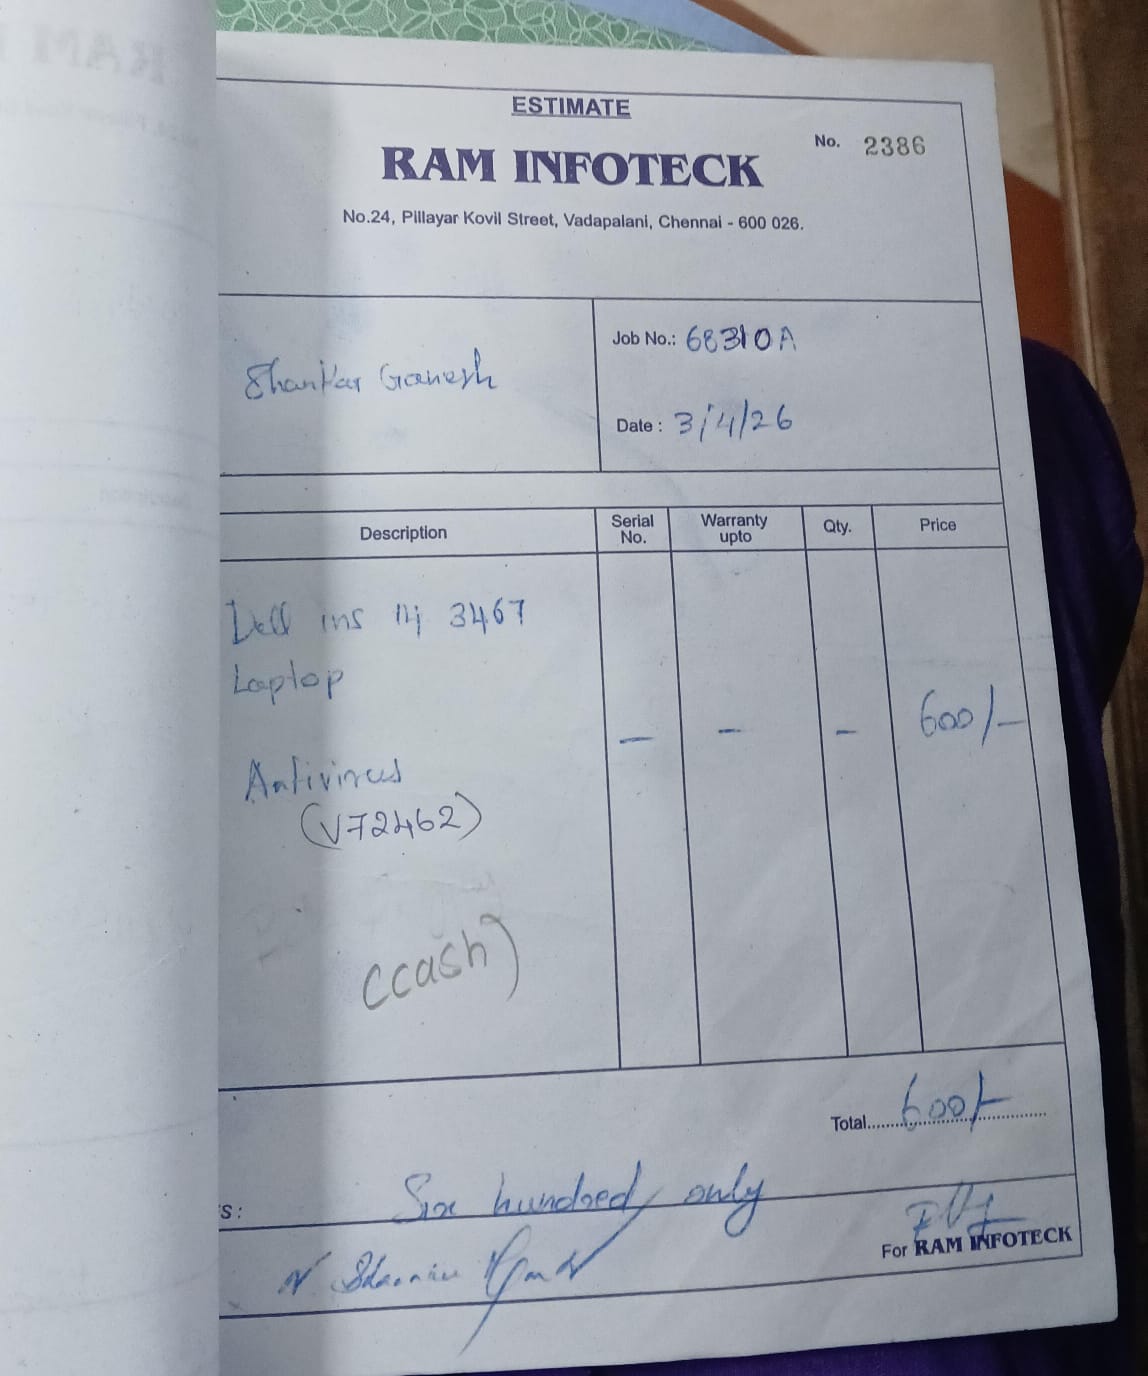 ESTIMATE
No. 2386
RAM INFOTECK
No.24, Pillayar Kovil Street, Vadapalani, Chennai - 600 026.
Shankar Ganesh
Job No.: 68310A
Date : 3/4/26
Description Serial No. Warranty upto Qty. Price
Dell ins 14 3467
Laptop
— — — 600/-
Antivirus
(V72462)
(cash)
Total........600/-
s: Six hundred only
For RAM INFOTECK